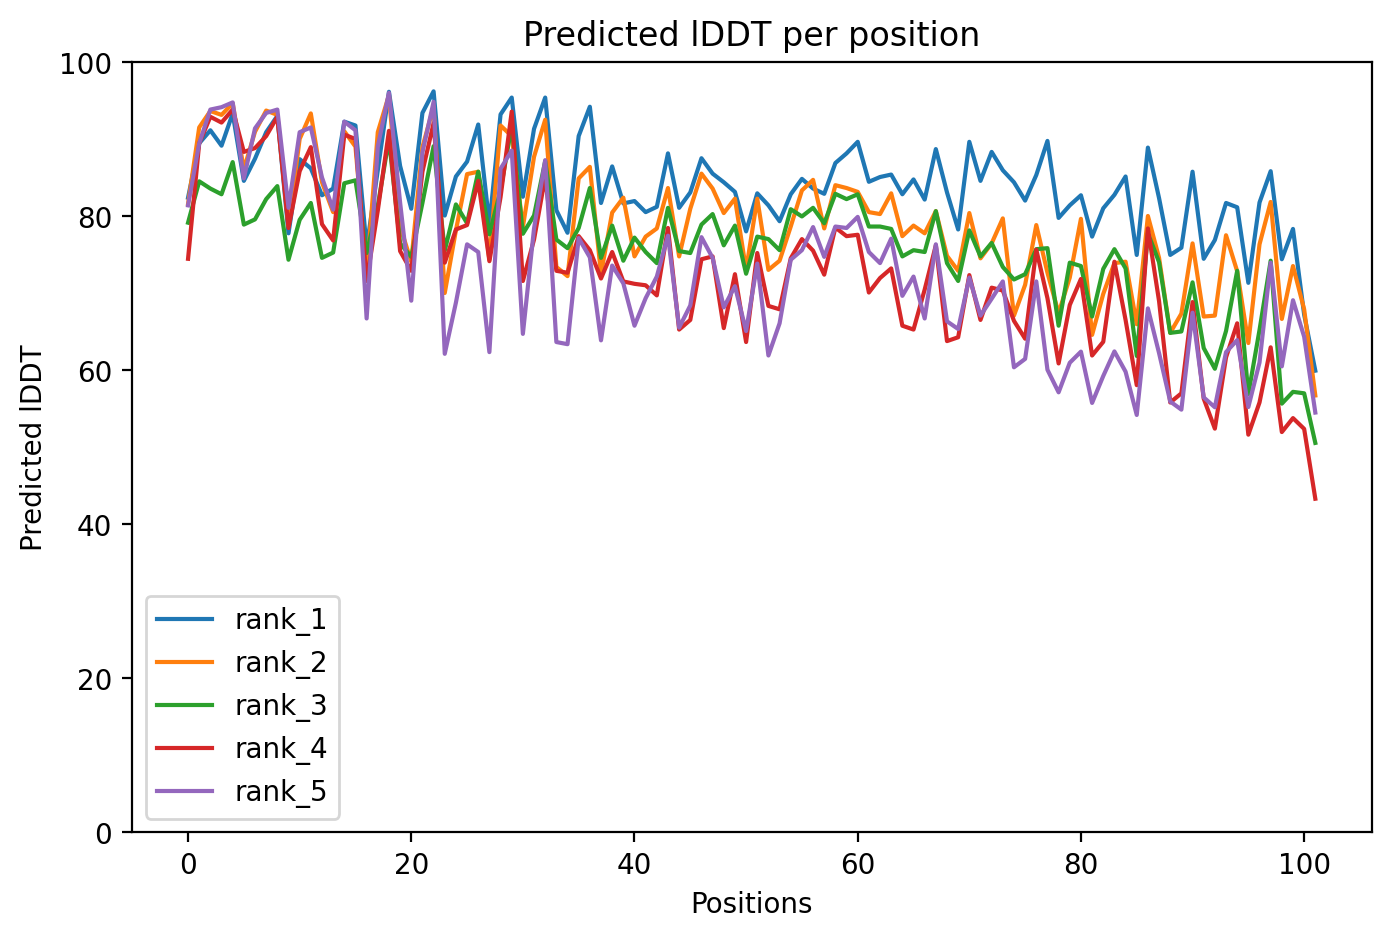 Predicted lDDT per position
100
80
60
40
20
0
Predicted lDDT
rank_1
rank_2
rank_3
rank_4
rank_5
0 20 40 60 80 100
Positions